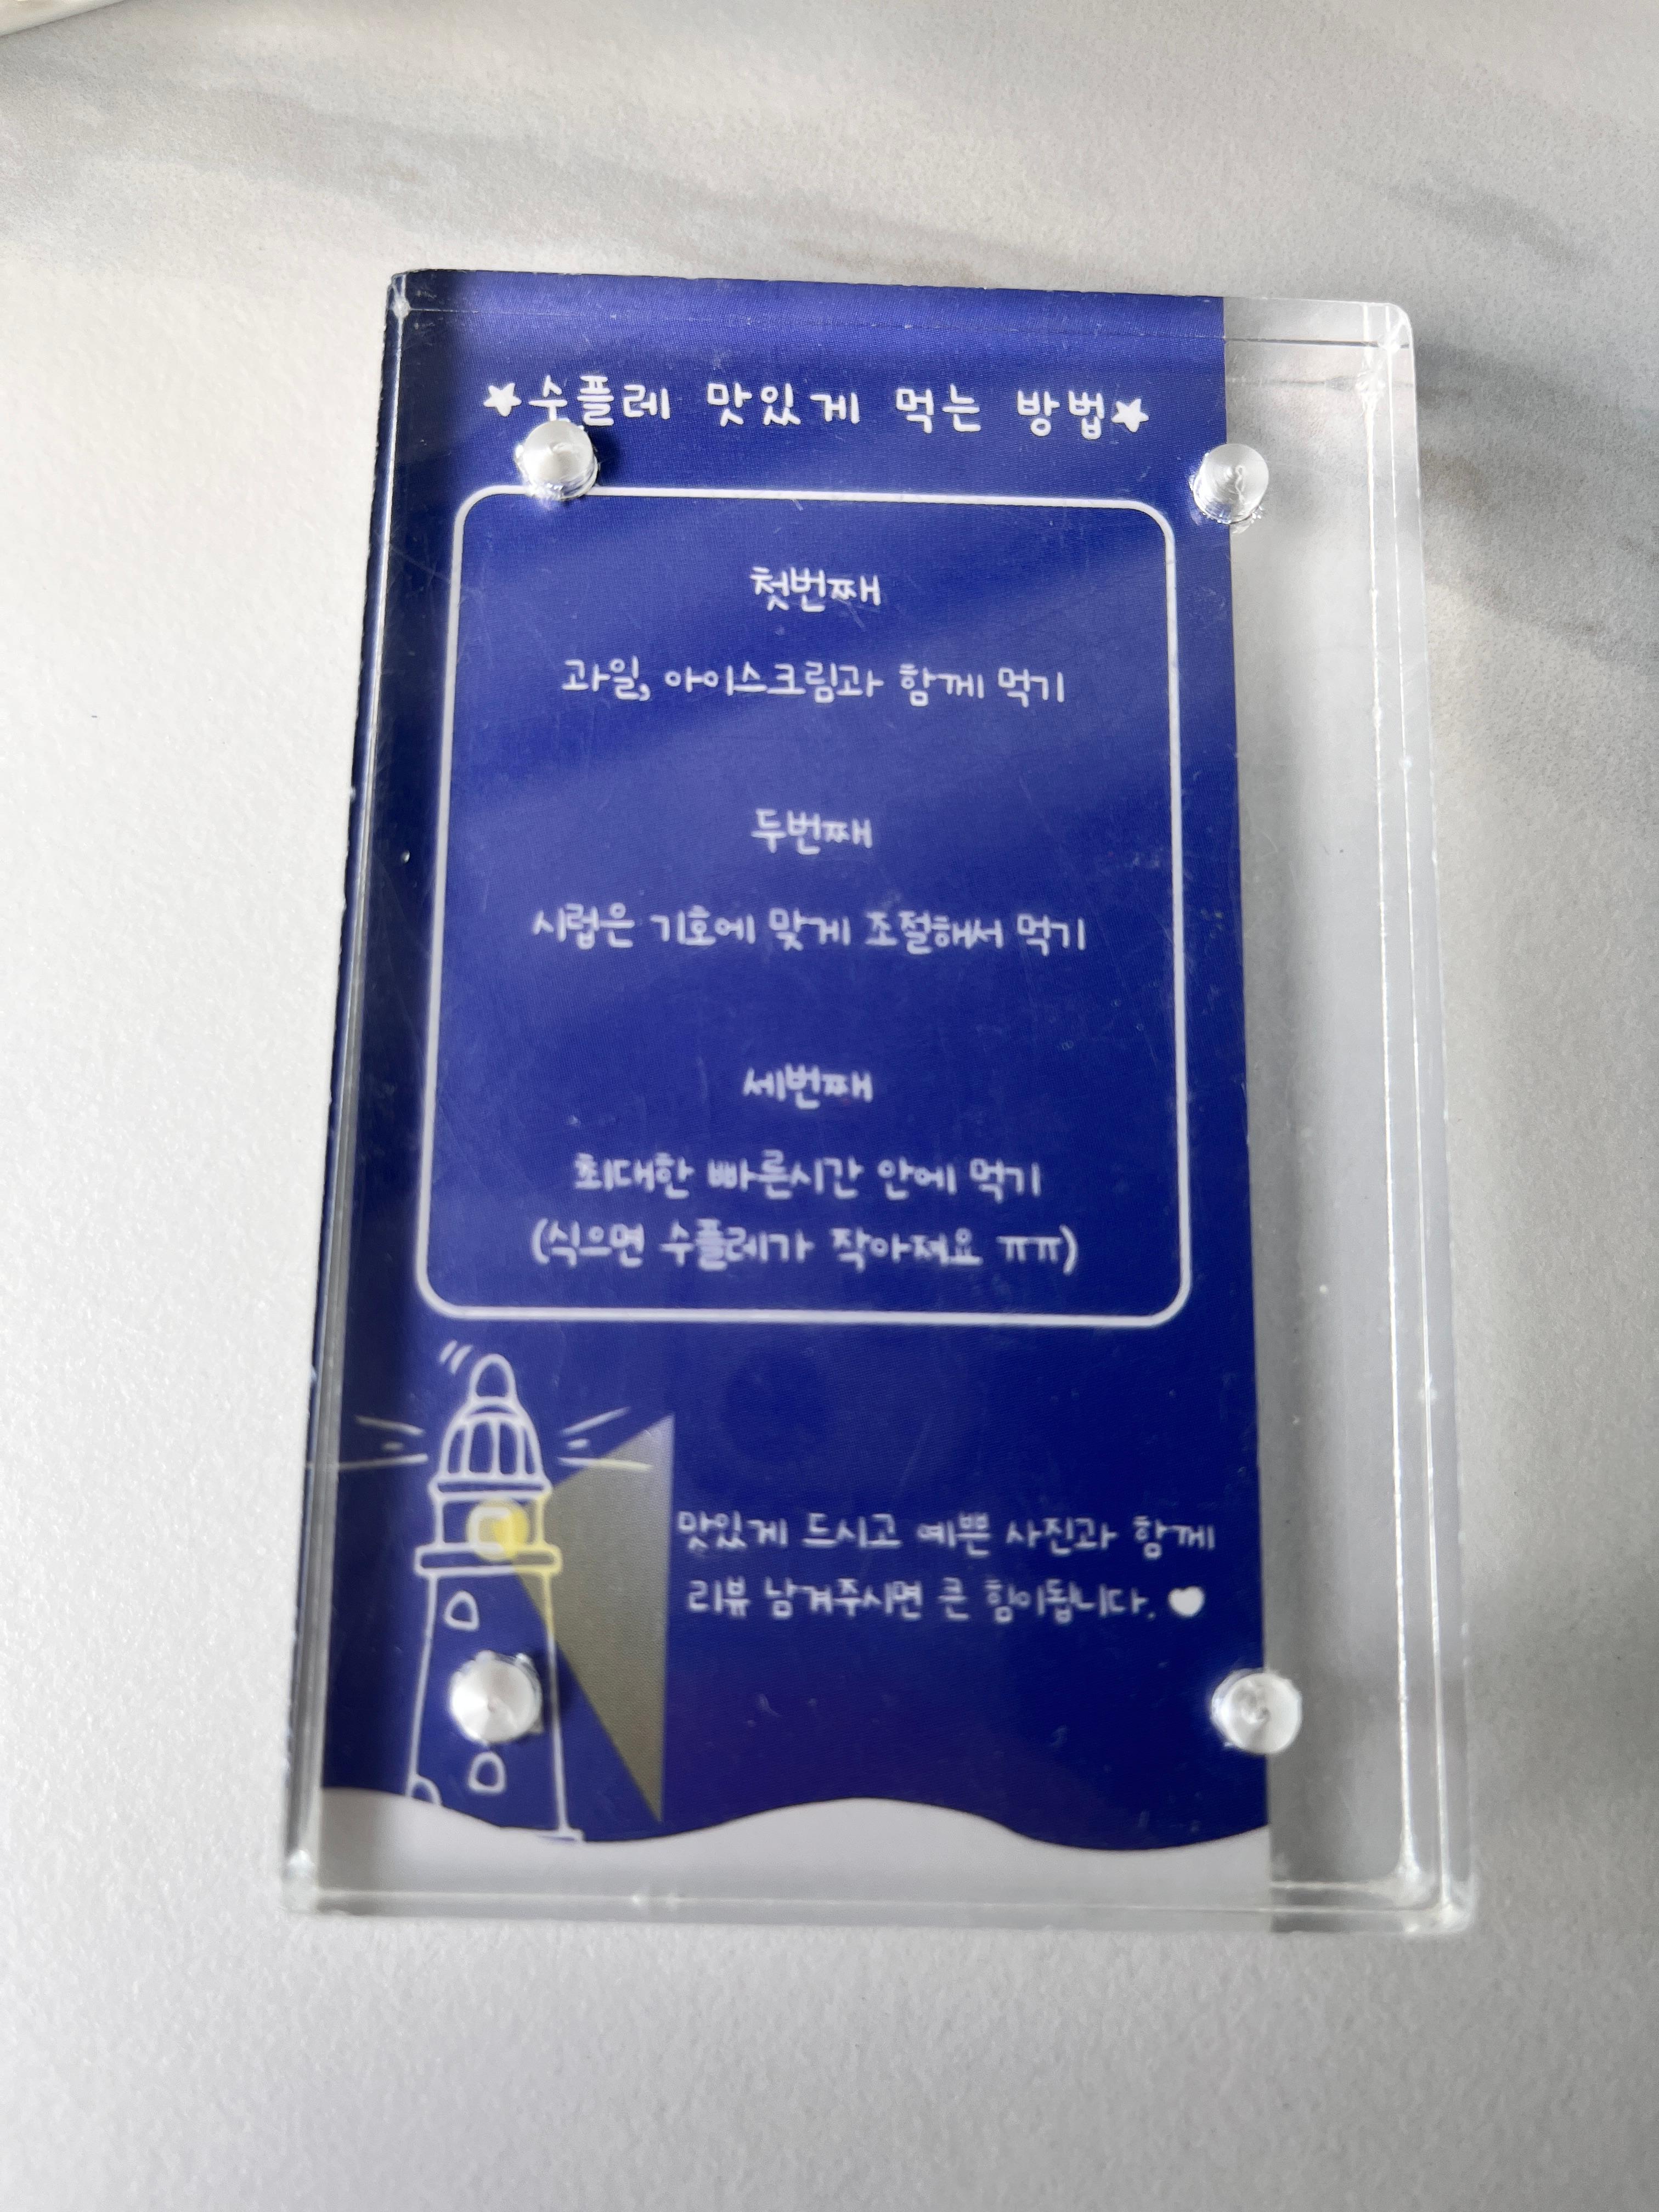 ★수플레 맛있게 먹는 방법★
첫번째
과일, 아이스크림과 함께 먹기
두번째
시럽은 기호에 맞게 조절해서 먹기
세번째
최대한 빠른시간 안에 먹기
(식으면 수플레가 작아져요 ㅠㅠ)
맛있게 드시고 예쁜 사진과 함께
리뷰 남겨주시면 큰 힘이됩니다. ♥